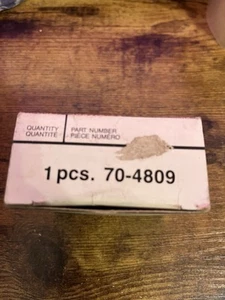 QUANTITY
QUANTITÉ
PART NUMBER
PIÈCE NUMÉRO
1 pcs. 70-4809